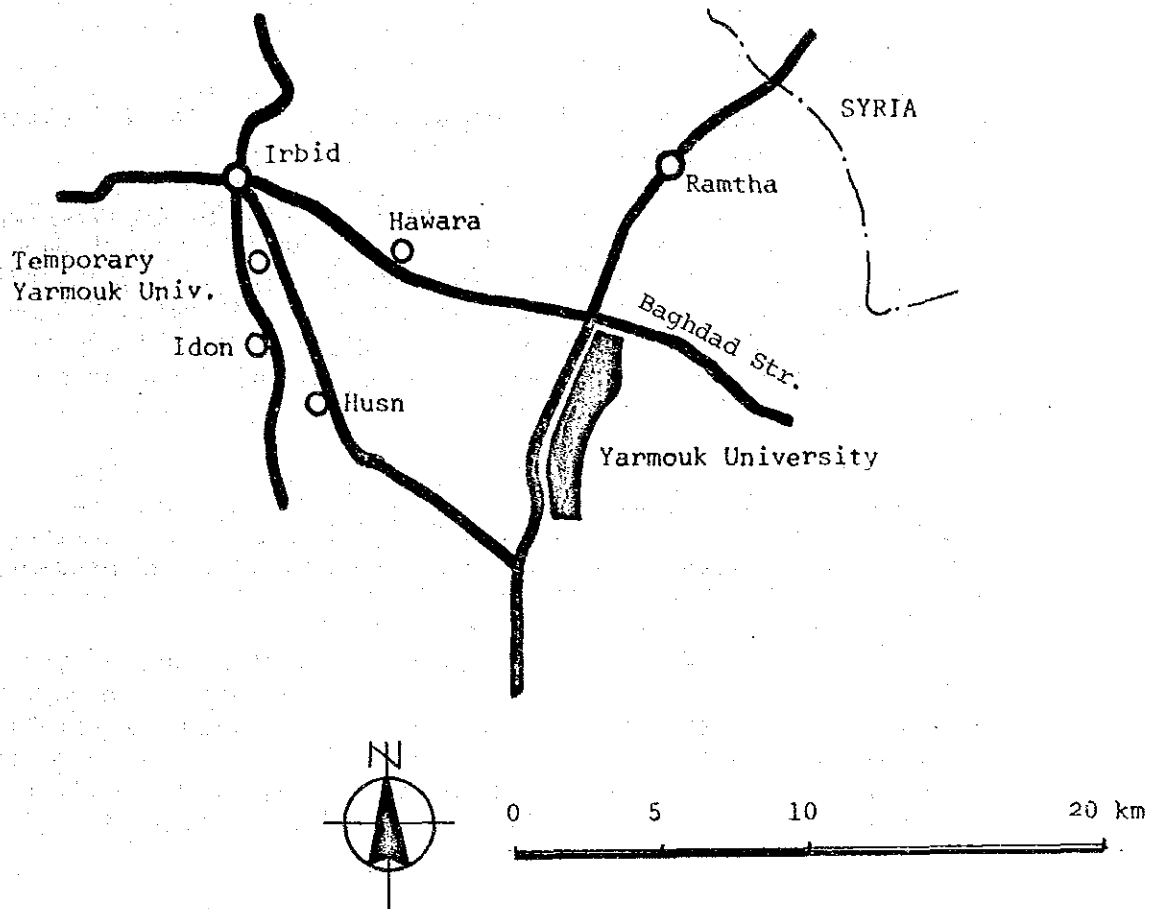 SYRIA
Irbid
Ramtha
Hawara
Temporary
Yarmouk Univ.
Baghdad Str.
Idon
Husn
Yarmouk University
N
0 5 10 20 km